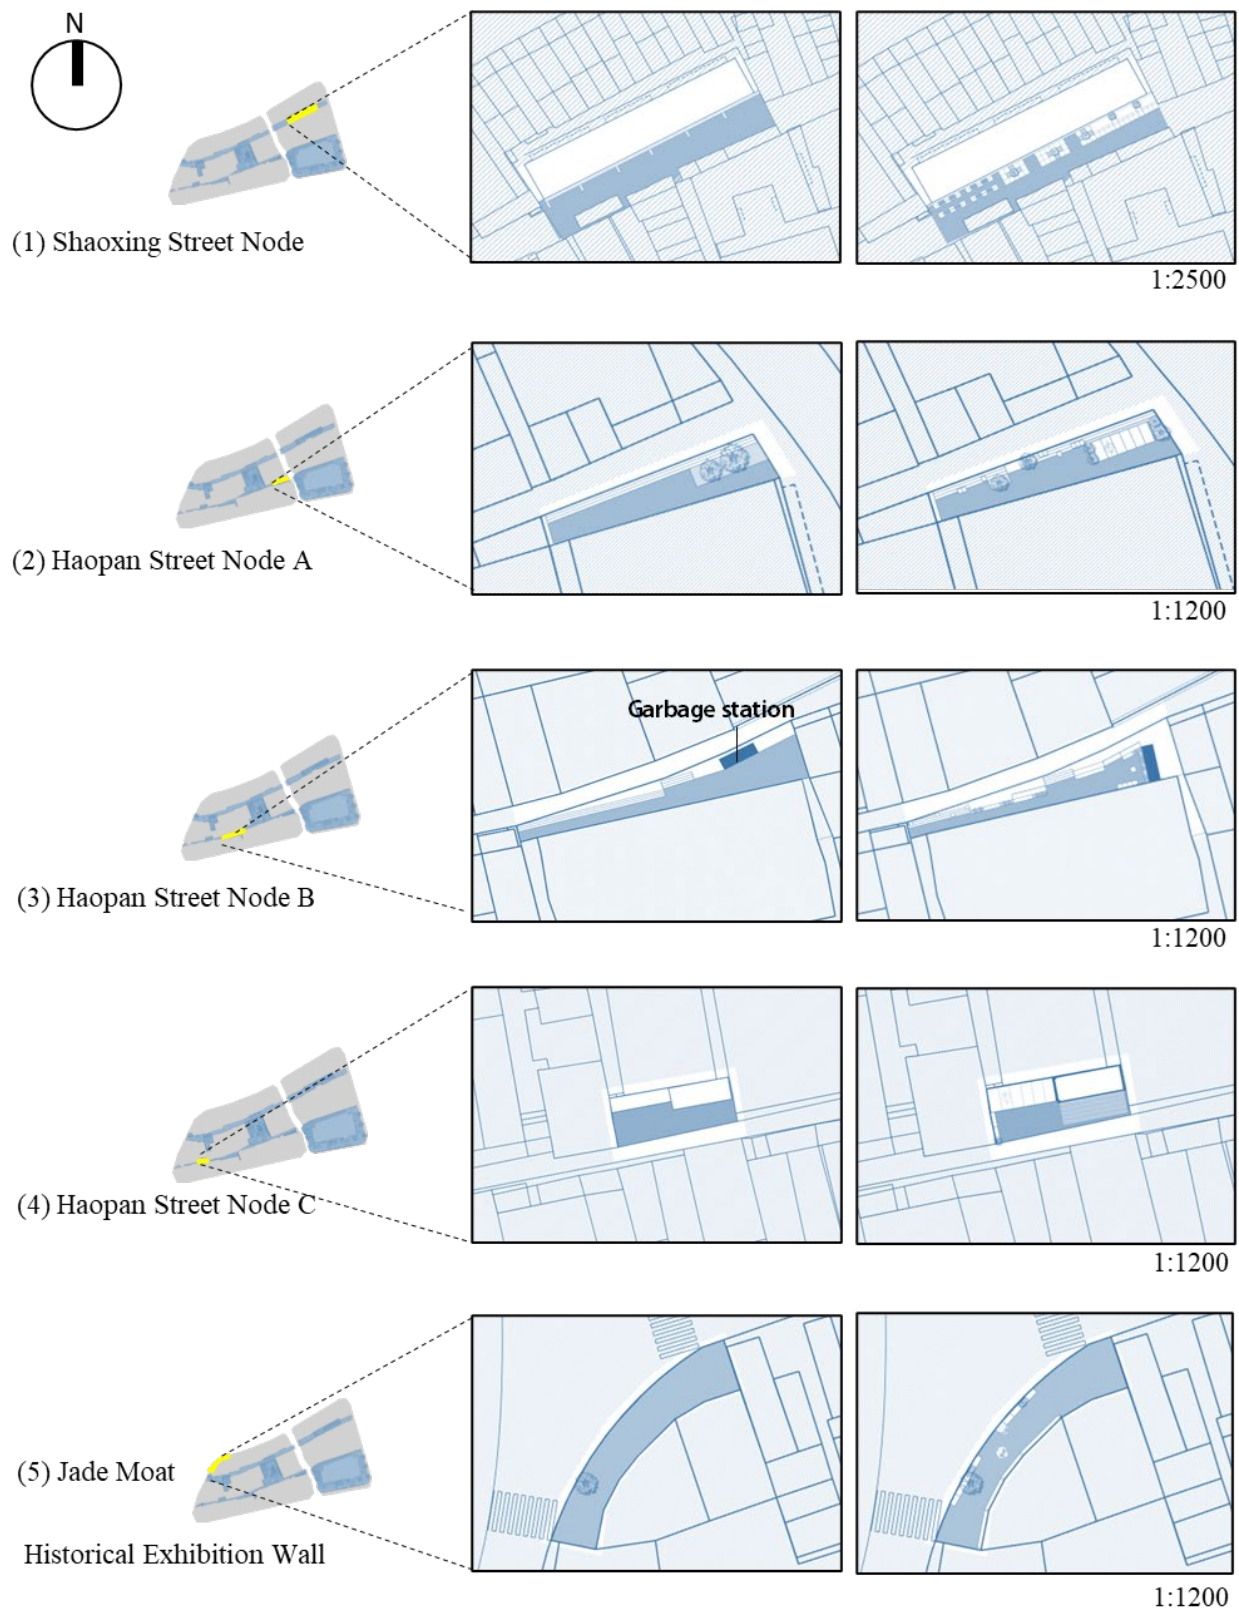 N
(1) Shaoxing Street Node
1:2500
(2) Haopan Street Node A
1:1200
Garbage station
(3) Haopan Street Node B
1:1200
(4) Haopan Street Node C
1:1200
(5) Jade Moat
Historical Exhibition Wall
1:1200